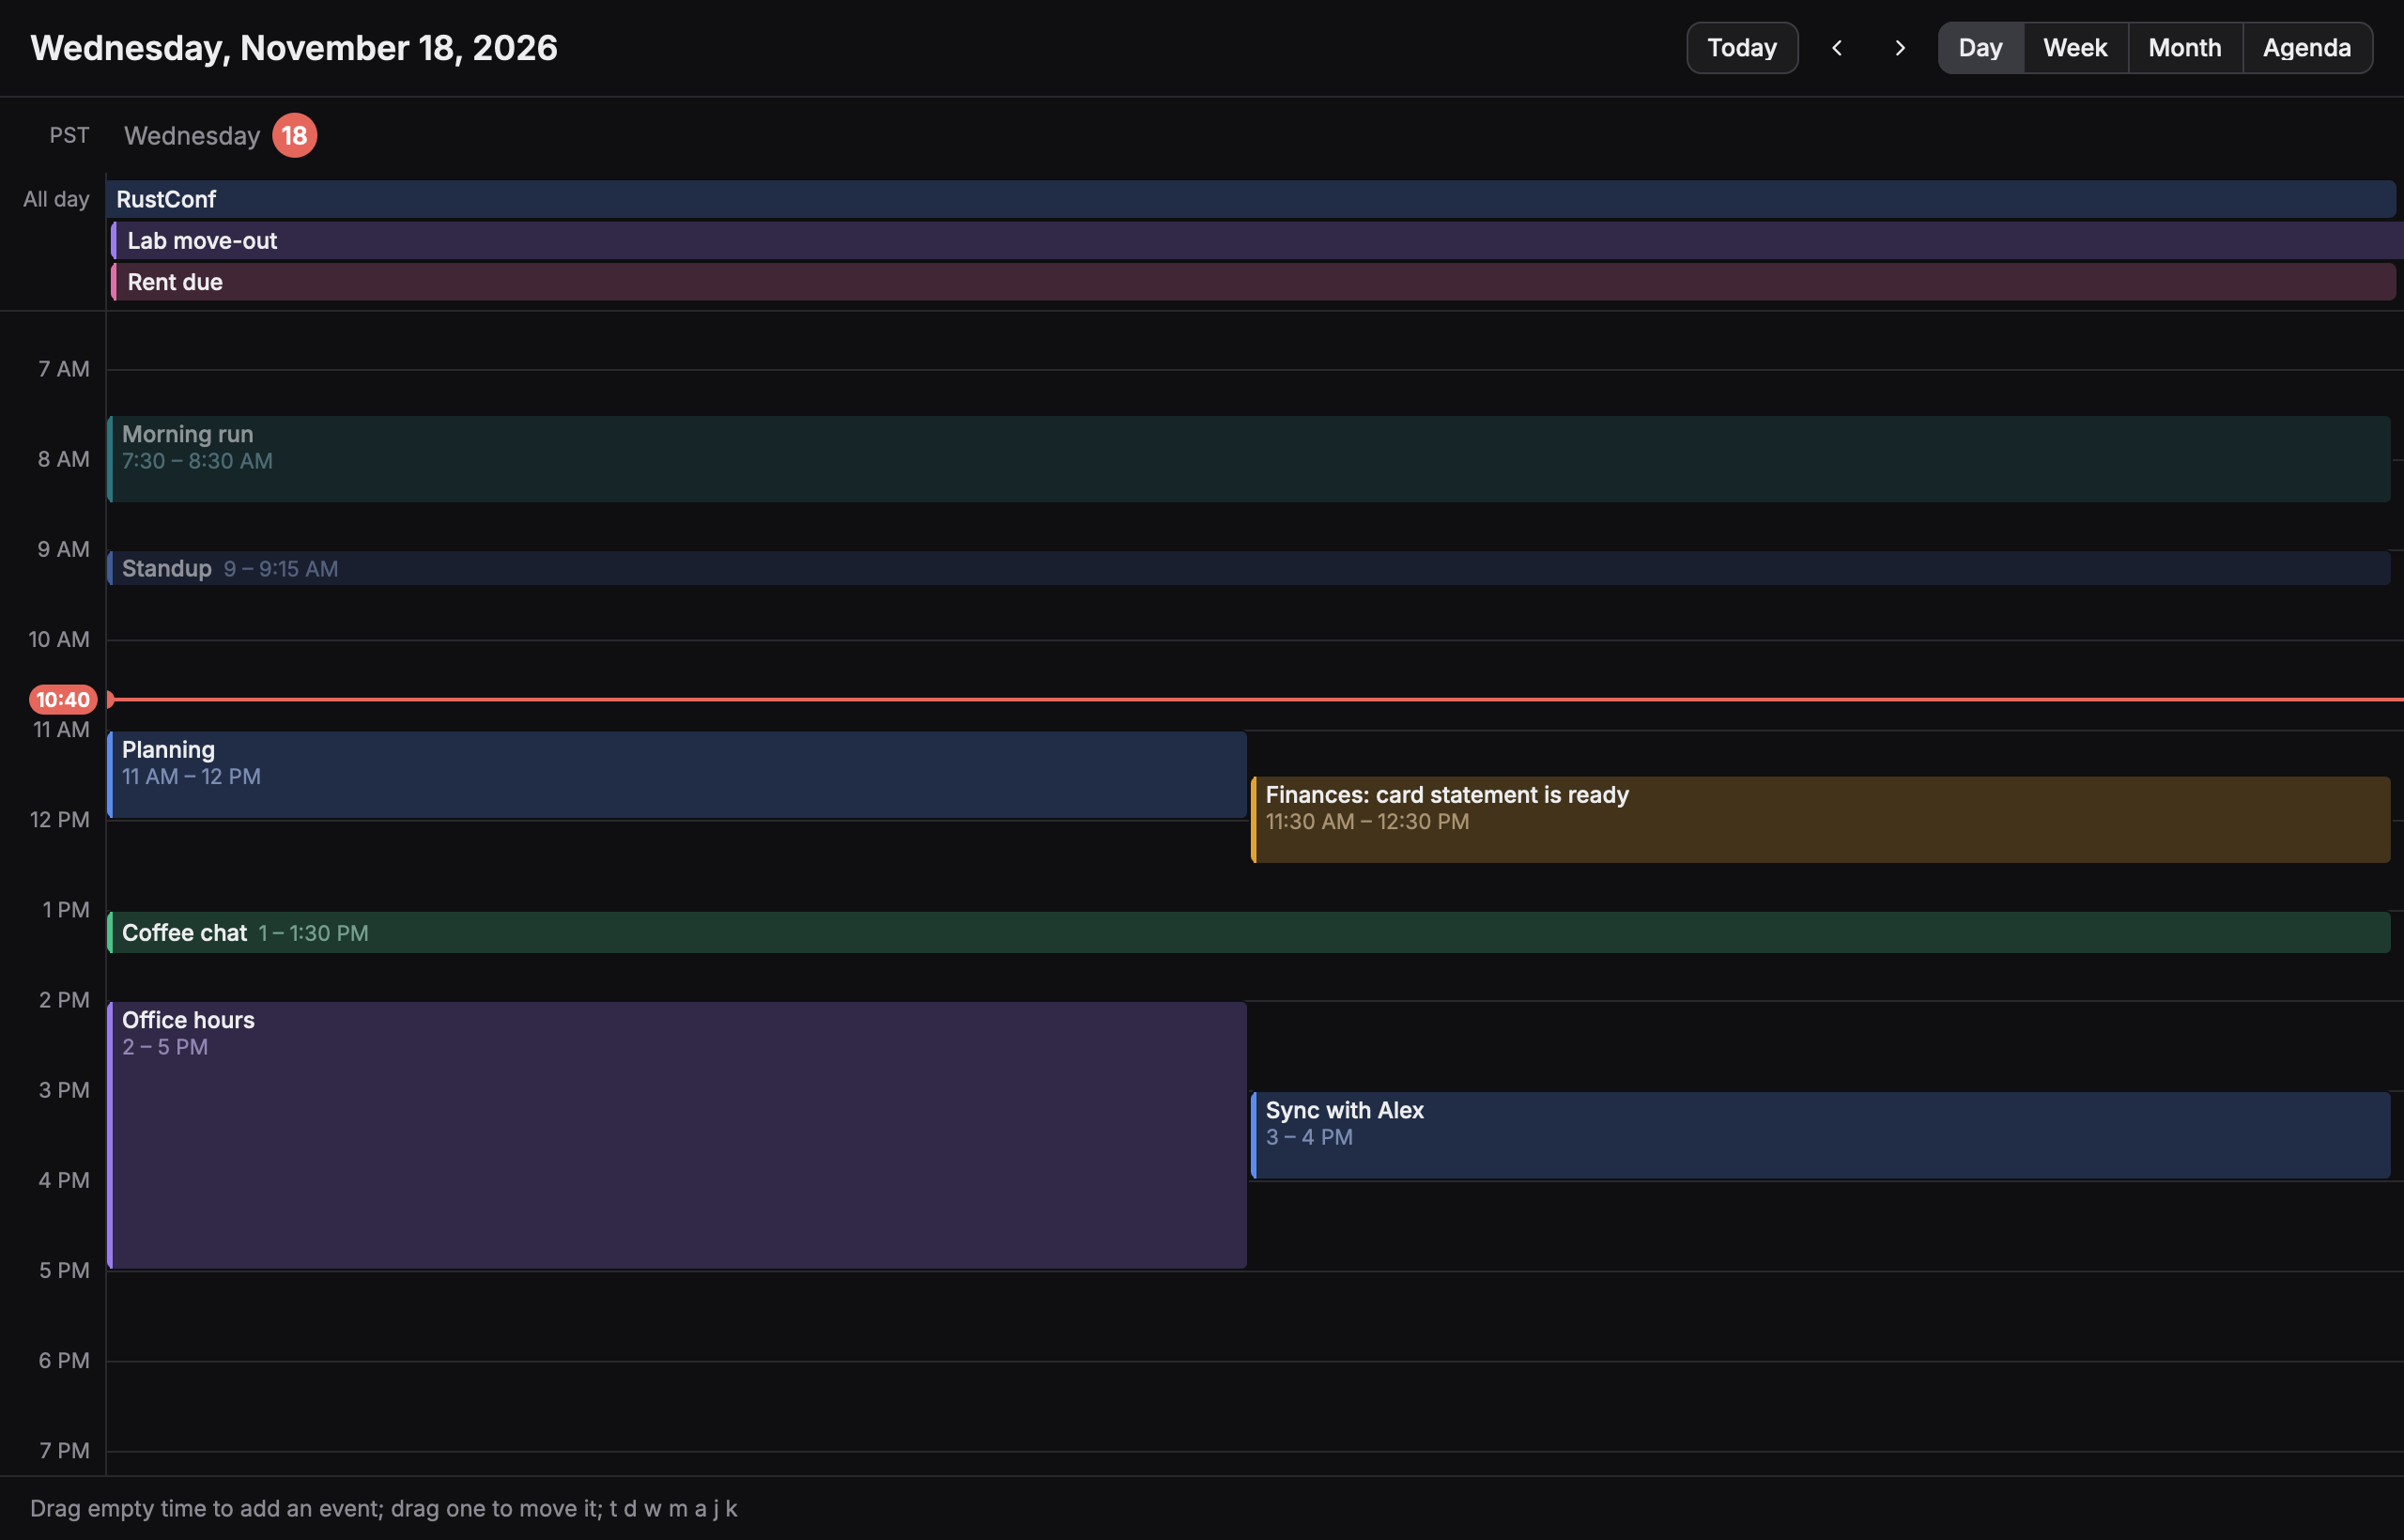 Wednesday, November 18, 2026
Today
Day
Week
Month
Agenda
PST
Wednesday 18
All day
RustConf
Lab move-out
Rent due
7 AM
Morning run
7:30 – 8:30 AM
8 AM
9 AM
Standup 9 – 9:15 AM
10 AM
10:40
11 AM
Planning
11 AM – 12 PM
Finances: card statement is ready
11:30 AM – 12:30 PM
12 PM
1 PM
Coffee chat 1 – 1:30 PM
2 PM
Office hours
2 – 5 PM
3 PM
Sync with Alex
3 – 4 PM
4 PM
5 PM
6 PM
7 PM
Drag empty time to add an event; drag one to move it; t d w m a j k